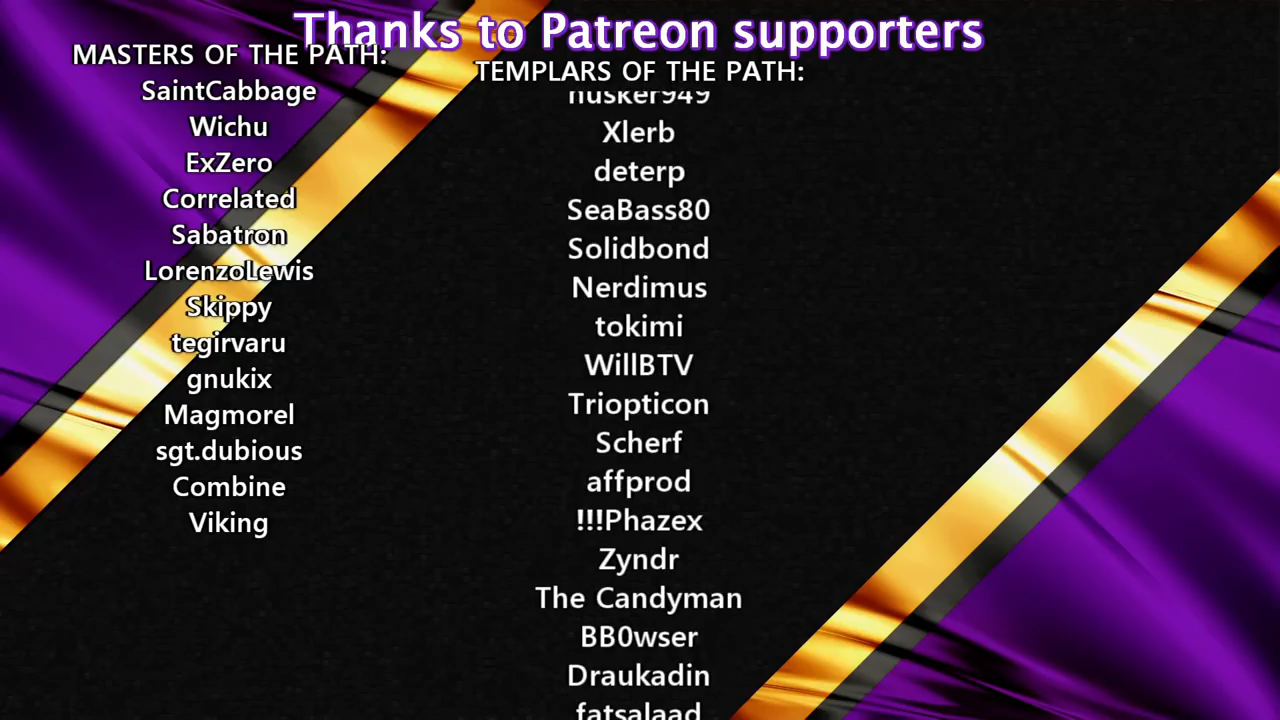 Thanks to Patreon supporters
MASTERS OF THE PATH:
SaintCabbage
Wichu
ExZero
Correlated
Sabatron
LorenzoLewis
Skippy
tegirvaru
gnukix
Magmorel
sgt.dubious
Combine
Viking
TEMPLARS OF THE PATH:
husker949
Xlerb
deterp
SeaBass80
Solidbond
Nerdimus
tokimi
WillBTV
Triopticon
Scherf
affprod
!!!Phazex
Zyndr
The Candyman
BB0wser
Draukadin
fatsalaad